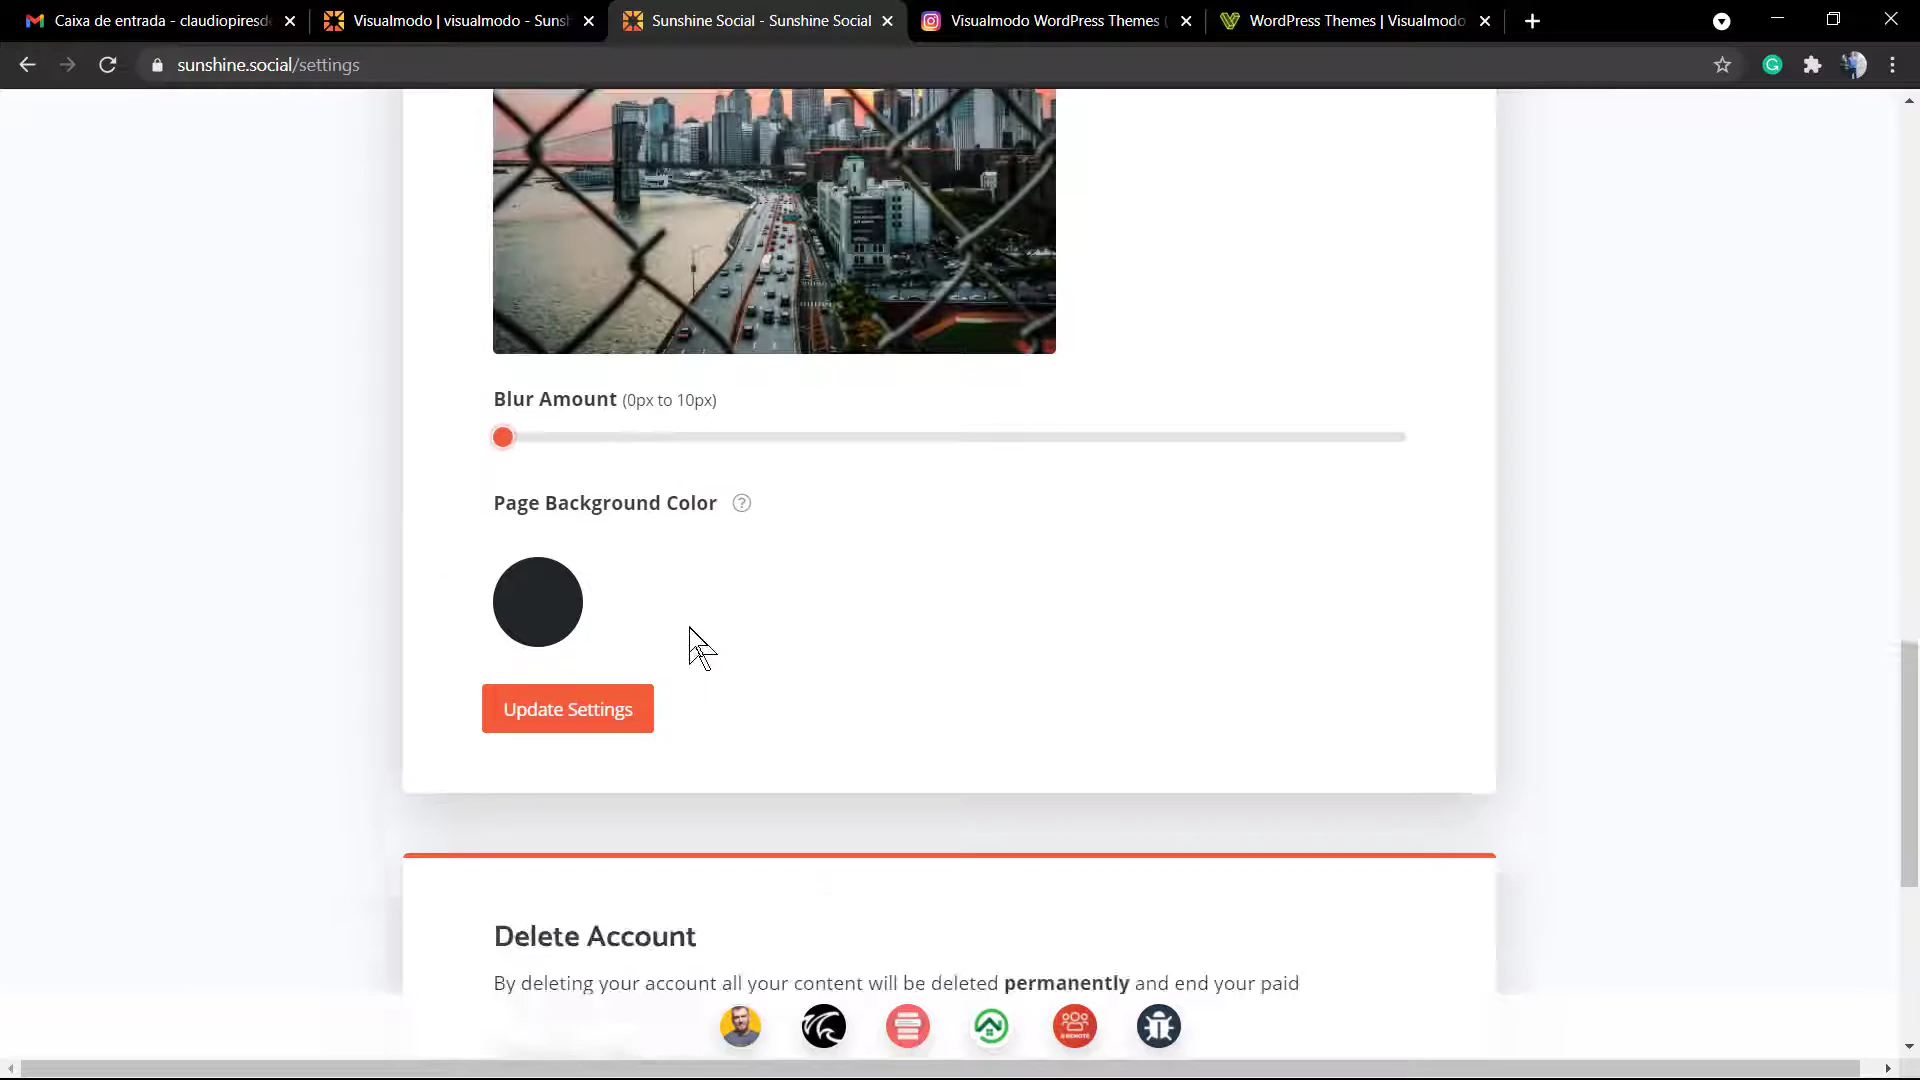 Caixa de entrada - claudiopiresde
Visualmodo | visualmodo - Sunsh
Sunshine Social - Sunshine Social
Visualmodo WordPress Themes (
WordPress Themes | Visualmodo
sunshine.social/settings
Blur Amount (0px to 10px)
Page Background Color ?
Update Settings
Delete Account
By deleting your account all your content will be deleted permanently and end your paid